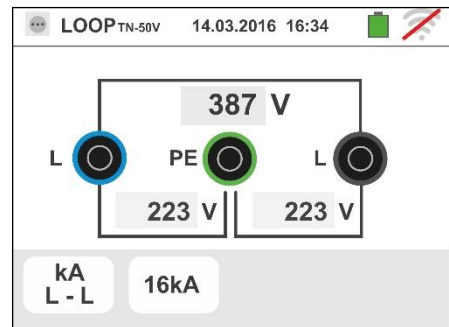 LOOP TN-50V 14.03.2016 16:34
387 V
L PE L
223 V 223 V
kA 16kA
L - L